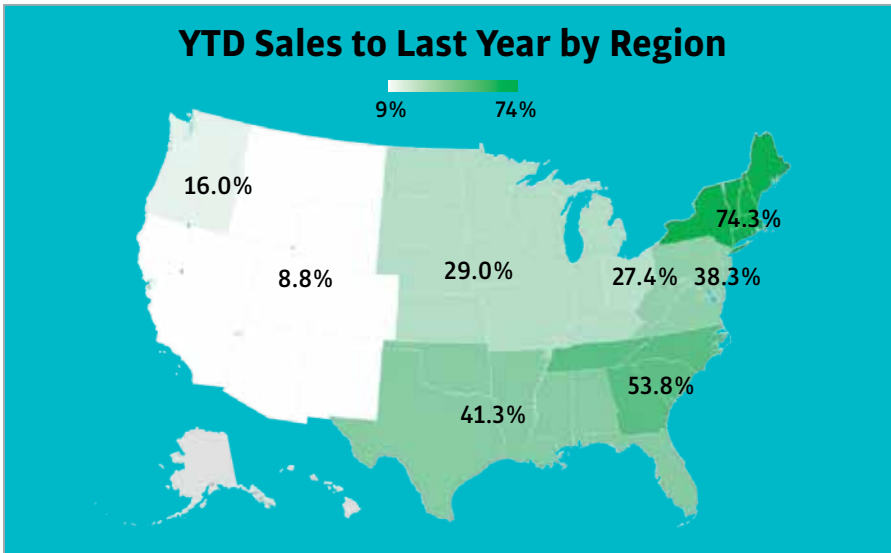 YTD Sales to Last Year by Region
9% 74%
16.0%
74.3%
8.8% 29.0% 27.4% 38.3%
53.8%
41.3%